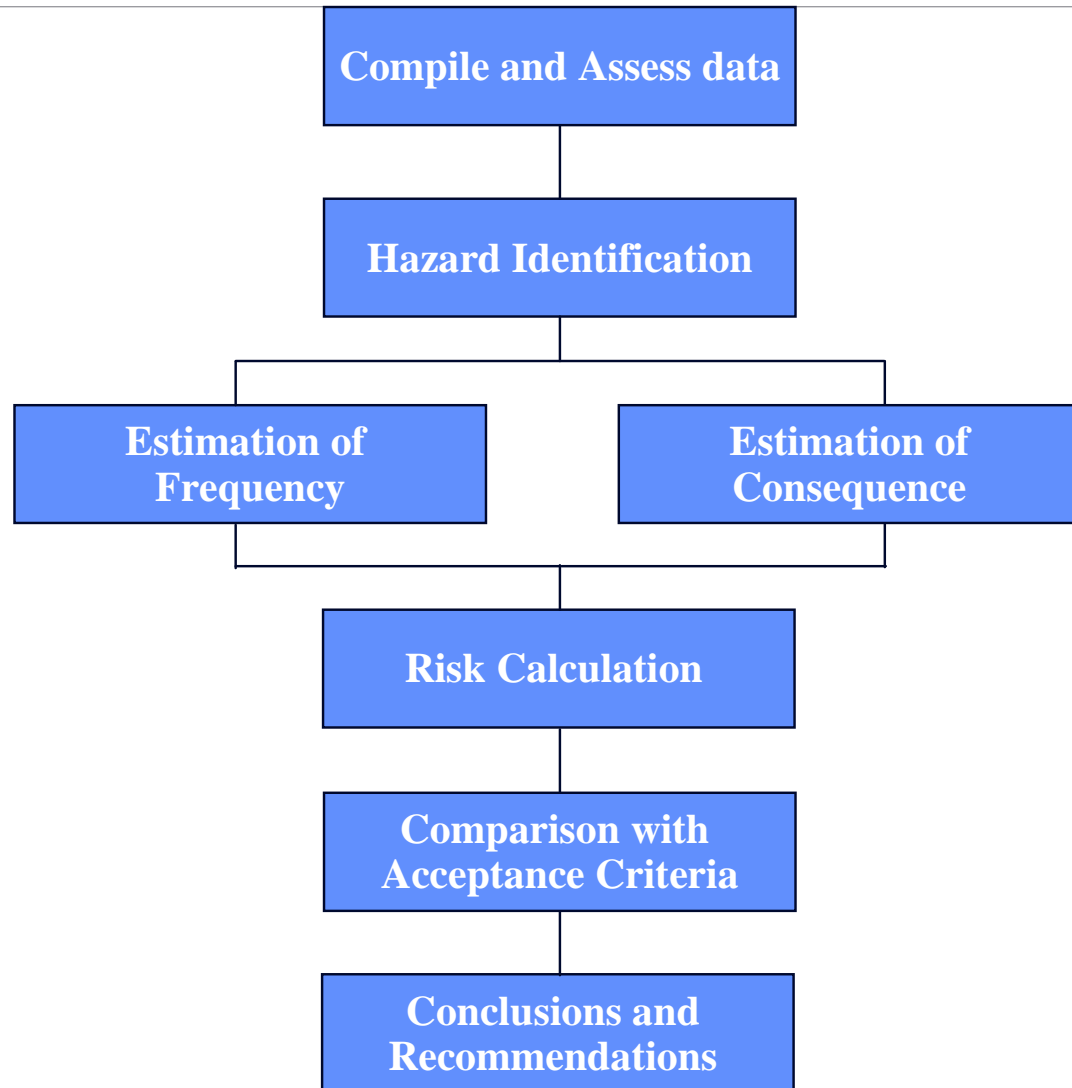 Compile and Assess data
Hazard Identification
Estimation of
Frequency
Estimation of
Consequence
Risk Calculation
Comparison with
Acceptance Criteria
Conclusions and
Recommendations